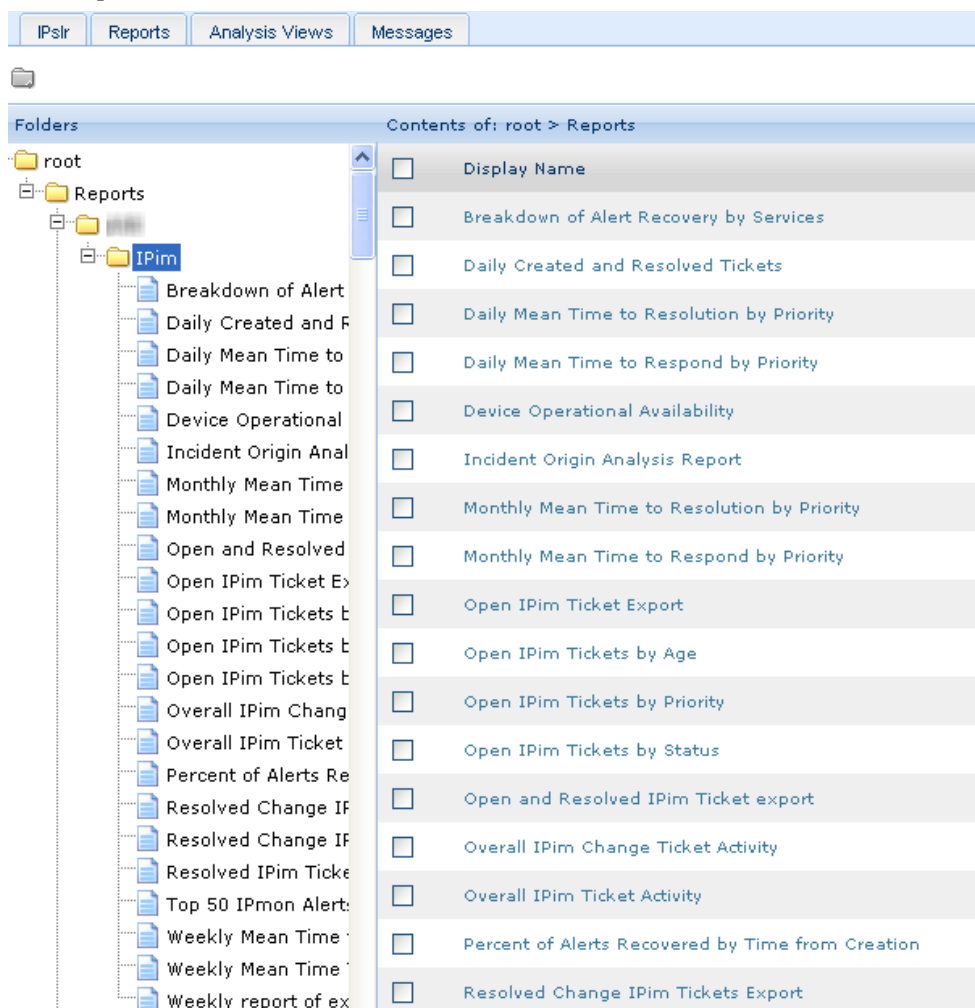 IPslr Reports Analysis Views Messages
Folders
root
Reports
IPim
Breakdown of Alert
Daily Created and R
Daily Mean Time to
Daily Mean Time to
Device Operational
Incident Origin Anal
Monthly Mean Time
Monthly Mean Time
Open and Resolved
Open IPim Ticket Ex
Open IPim Tickets b
Open IPim Tickets b
Open IPim Tickets b
Overall IPim Chang
Overall IPim Ticket
Percent of Alerts Re
Resolved Change IP
Resolved Change IP
Resolved IPim Ticke
Top 50 IPmon Alert
Weekly Mean Time
Weekly Mean Time
Weekly report of ex
Contents of: root > Reports
Display Name
Breakdown of Alert Recovery by Services
Daily Created and Resolved Tickets
Daily Mean Time to Resolution by Priority
Daily Mean Time to Respond by Priority
Device Operational Availability
Incident Origin Analysis Report
Monthly Mean Time to Resolution by Priority
Monthly Mean Time to Respond by Priority
Open IPim Ticket Export
Open IPim Tickets by Age
Open IPim Tickets by Priority
Open IPim Tickets by Status
Open and Resolved IPim Ticket export
Overall IPim Change Ticket Activity
Overall IPim Ticket Activity
Percent of Alerts Recovered by Time from Creation
Resolved Change IPim Tickets Export